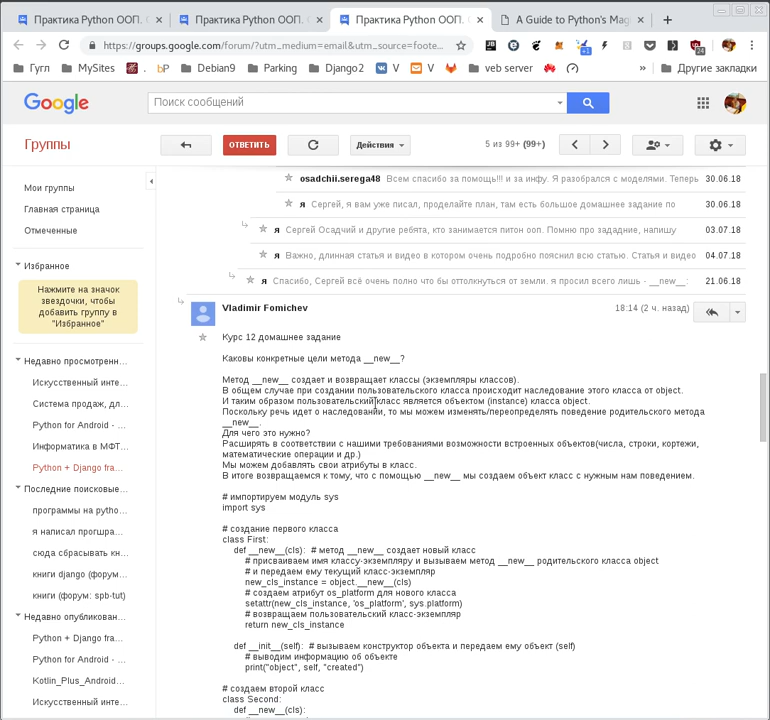 Практика Python ООП. С
Практика Python ООП. С
Практика Python ООП. С
A Guide to Python's Mag
https://groups.google.com/forum/?utm_medium=email&utm_source=foote...
Гугл
MySites
.
Debian9
Parking
Django2
V
V
veb server
»
Другие закладки
Google
Поиск сообщений
Группы
ОТВЕТИТЬ
Действия
5 из 99+ (99+)
Мои группы
Главная страница
Отмеченные
Избранное
Нажмите на значок
звездочки, чтобы
добавить группу в
"Избранное"
Недавно просмотренн…
Искусственный инте…
Система продаж, дл…
Python for Android - …
Информатика в МФТ…
Python + Django fra…
Последние поисковые…
программы на pytho…
я написал прогшра…
сюда сбрасывать кн…
книги django (форум…
книги (форум: spb-tut)
Недавно опубликован…
Python + Django fra…
Python for Android - …
Kotlin_Plus_Android…
Искусственный инте…
osadchii.serega48 Всем спасибо за помощь!!! и за инфу. Я разобрался с моделями. Теперь 30.06.18
я Сергей, я вам уже писал, проделайте план, там есть большое домашнее задание по 30.06.18
я Сергей Осадчий и другие ребята, кто занимается питон ооп. Помню про зададние, напишу 03.07.18
я Важно, длинная статья и видео в котором очень подробно пояснил всю статью. Статья и видео 04.07.18
я Спасибо, Сергей всё очень полно что бы оттолкнуться от земли. я просил всего лишь - __new__: 21.06.18
Vladimir Fomichev 18:14 (2 ч. назад)
Курс 12 домашнее задание
Каковы конкретные цели метода __new__?
Метод __new__ создает и возвращает классы (экземпляры классов).
В общем случае при создании пользовательского класса происходит наследование этого класса от object.
И таким образом пользовательский класс является объектом (instance) класса object.
Поскольку речь идет о наследовании, то мы можем изменять/переопределять поведение родительского метода
__new__.
Для чего это нужно?
Расширять в соответствии с нашими требованиями возможности встроенных объектов(числа, строки, кортежи,
математические операции и др.)
Мы можем добавлять свои атрибуты в класс.
В итоге возвращаемся к тому, что с помощью __new__ мы создаем объект класс с нужным нам поведением.
# импортируем модуль sys
import sys
# создание первого класса
class First:
def __new__(cls): # метод __new__ создает новый класс
# присваиваем имя классу-экземпляру и вызываем метод __new__ родительского класса object
# и передаем ему текущий класс-экземпляр
new_cls_instance = object.__new__(cls)
# создаем атрибут os_platform для нового класса
setattr(new_cls_instance, 'os_platform', sys.platform)
# возвращаем пользовательский класс-экземпляр
return new_cls_instance
def __init__(self): # вызываем конструктор объекта и передаем ему объект (self)
# выводим информацию об объекте
print("object", self, "created")
# создаем второй класс
class Second:
def __new__(cls):